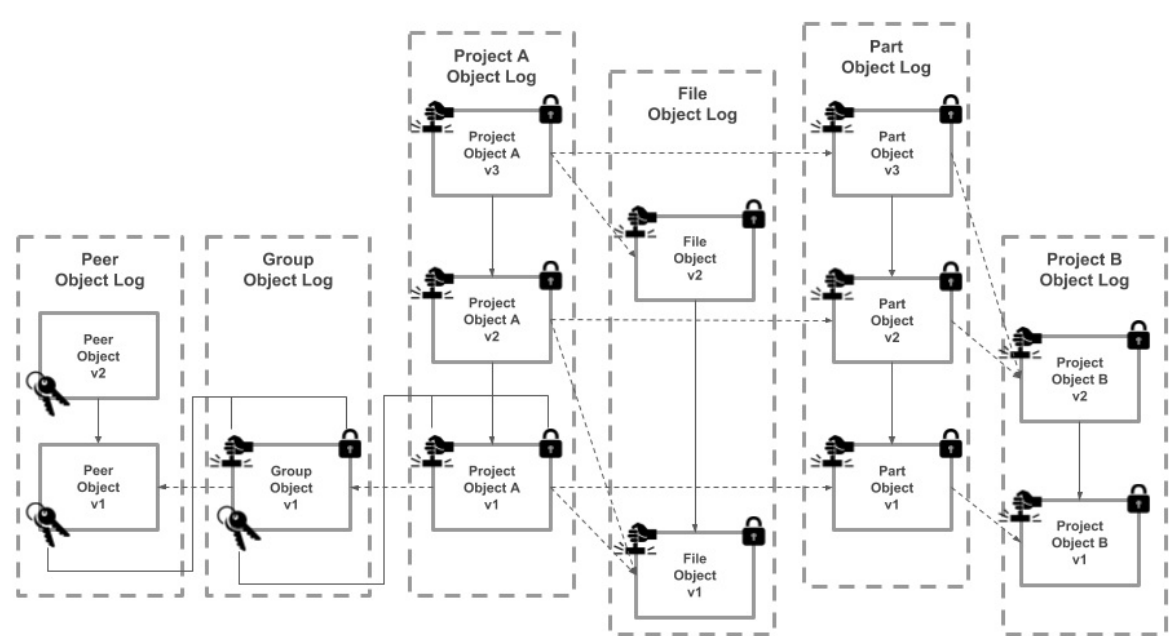 Peer
Object Log
Peer
Object
v2
Peer
Object
v1
Group
Object Log
Group
Object
v1
Project A
Object Log
Project
Object A
v3
Project
Object A
v2
Project
Object A
v1
File
Object Log
File
Object
v2
File
Object
v1
Part
Object Log
Part
Object
v3
Part
Object
v2
Part
Object
v1
Project B
Object Log
Project
Object B
v2
Project
Object B
v1